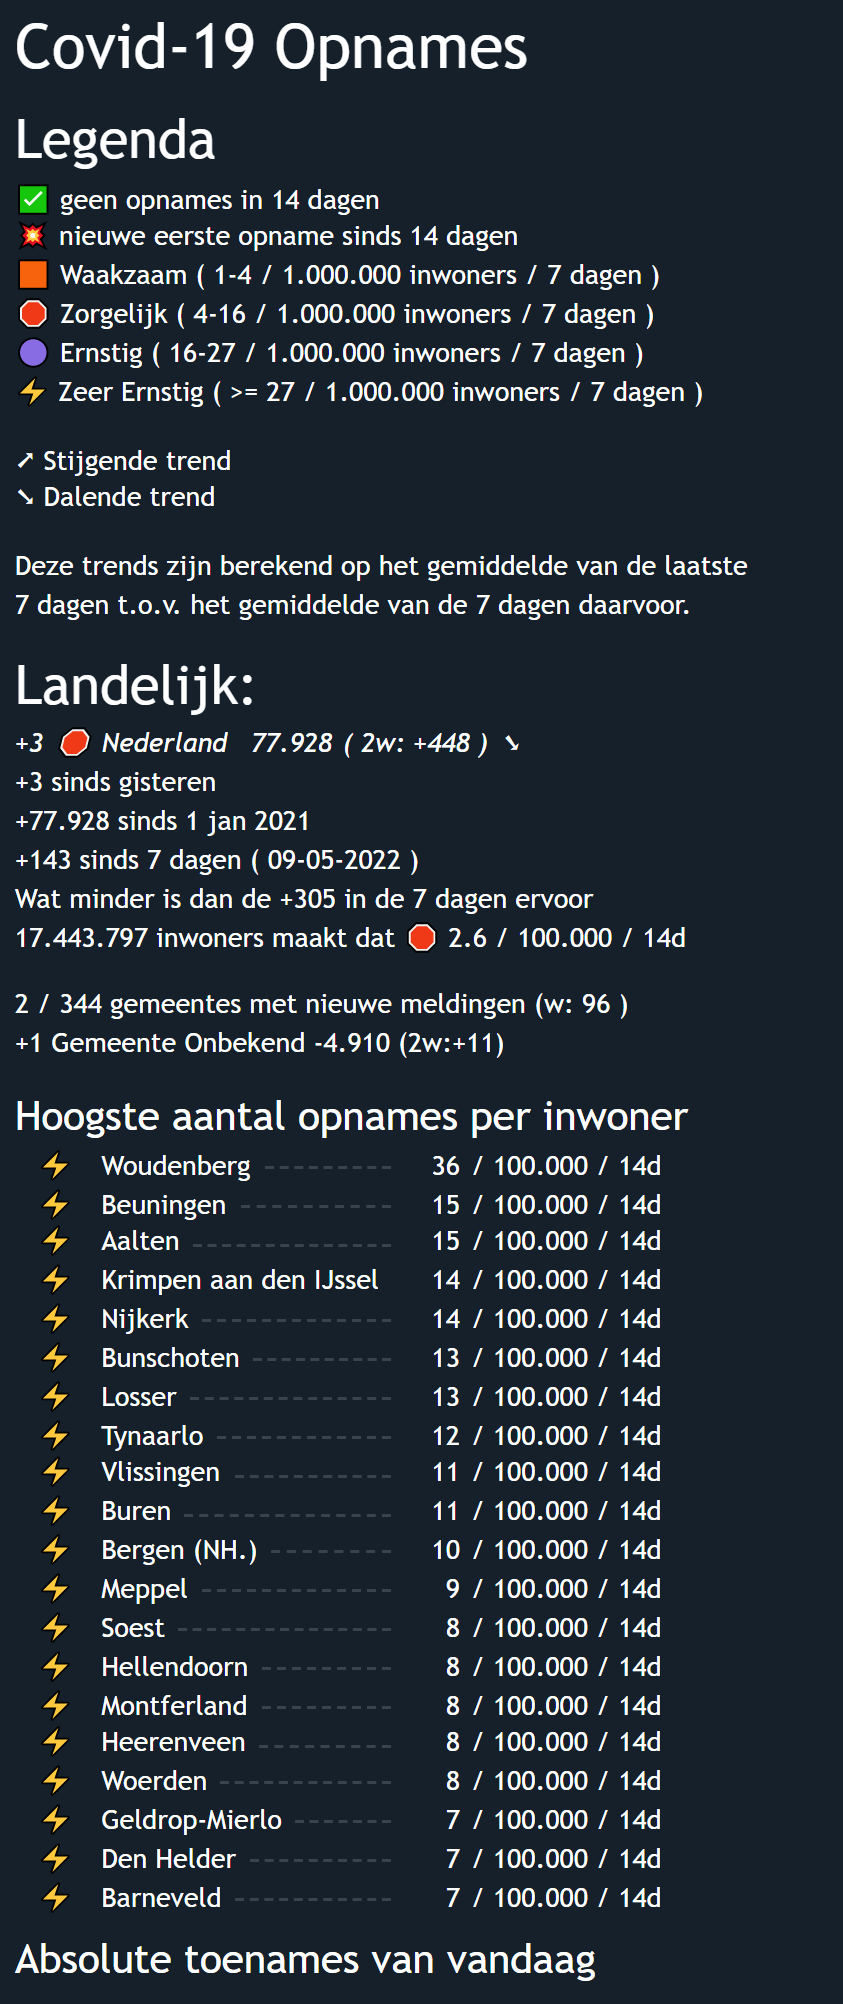 Covid-19 Opnames
Legenda
✅ geen opnames in 14 dagen
💥 nieuwe eerste opname sinds 14 dagen
🟧 Waakzaam ( 1-4 / 1.000.000 inwoners / 7 dagen )
🛑 Zorgelijk ( 4-16 / 1.000.000 inwoners / 7 dagen )
🟣 Ernstig ( 16-27 / 1.000.000 inwoners / 7 dagen )
⚡ Zeer Ernstig ( >= 27 / 1.000.000 inwoners / 7 dagen )
➚ Stijgende trend
➘ Dalende trend
Deze trends zijn berekend op het gemiddelde van de laatste
7 dagen t.o.v. het gemiddelde van de 7 dagen daarvoor.
Landelijk:
+3 🛑 Nederland 77.928 ( 2w: +448 ) ➘
+3 sinds gisteren
+77.928 sinds 1 jan 2021
+143 sinds 7 dagen ( 09-05-2022 )
Wat minder is dan de +305 in de 7 dagen ervoor
17.443.797 inwoners maakt dat 🛑 2.6 / 100.000 / 14d
2 / 344 gemeentes met nieuwe meldingen (w: 96 )
+1 Gemeente Onbekend -4.910 (2w:+11)
Hoogste aantal opnames per inwoner
⚡ Woudenberg ---------- 36 / 100.000 / 14d
⚡ Beuningen ------------ 15 / 100.000 / 14d
⚡ Aalten ---------------- 15 / 100.000 / 14d
⚡ Krimpen aan den IJssel 14 / 100.000 / 14d
⚡ Nijkerk --------------- 14 / 100.000 / 14d
⚡ Bunschoten ----------- 13 / 100.000 / 14d
⚡ Losser ---------------- 13 / 100.000 / 14d
⚡ Tynaarlo -------------- 12 / 100.000 / 14d
⚡ Vlissingen ------------ 11 / 100.000 / 14d
⚡ Buren ---------------- 11 / 100.000 / 14d
⚡ Bergen (NH.) ---------- 10 / 100.000 / 14d
⚡ Meppel --------------- 9 / 100.000 / 14d
⚡ Soest ----------------- 8 / 100.000 / 14d
⚡ Hellendoorn ---------- 8 / 100.000 / 14d
⚡ Montferland ---------- 8 / 100.000 / 14d
⚡ Heerenveen ----------- 8 / 100.000 / 14d
⚡ Woerden ------------- 8 / 100.000 / 14d
⚡ Geldrop-Mierlo -------- 7 / 100.000 / 14d
⚡ Den Helder ----------- 7 / 100.000 / 14d
⚡ Barneveld ------------ 7 / 100.000 / 14d
Absolute toenames van vandaag